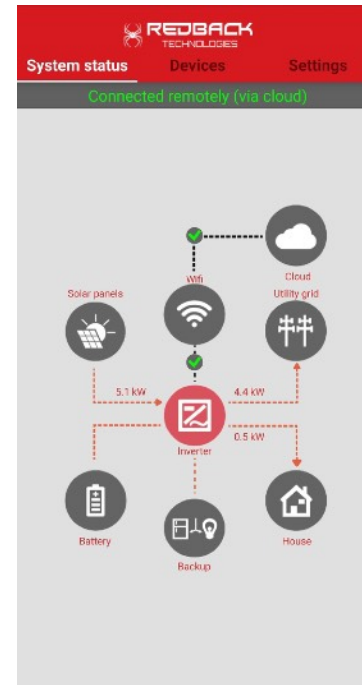 REDBACK
TECHNOLOGIES
System status Devices Settings
Connected remotely (via cloud)
Wifi
Cloud
Solar panels
Utility grid
5.1 kW
4.4 kW
0.5 kW
Inverter
Battery
House
Backup